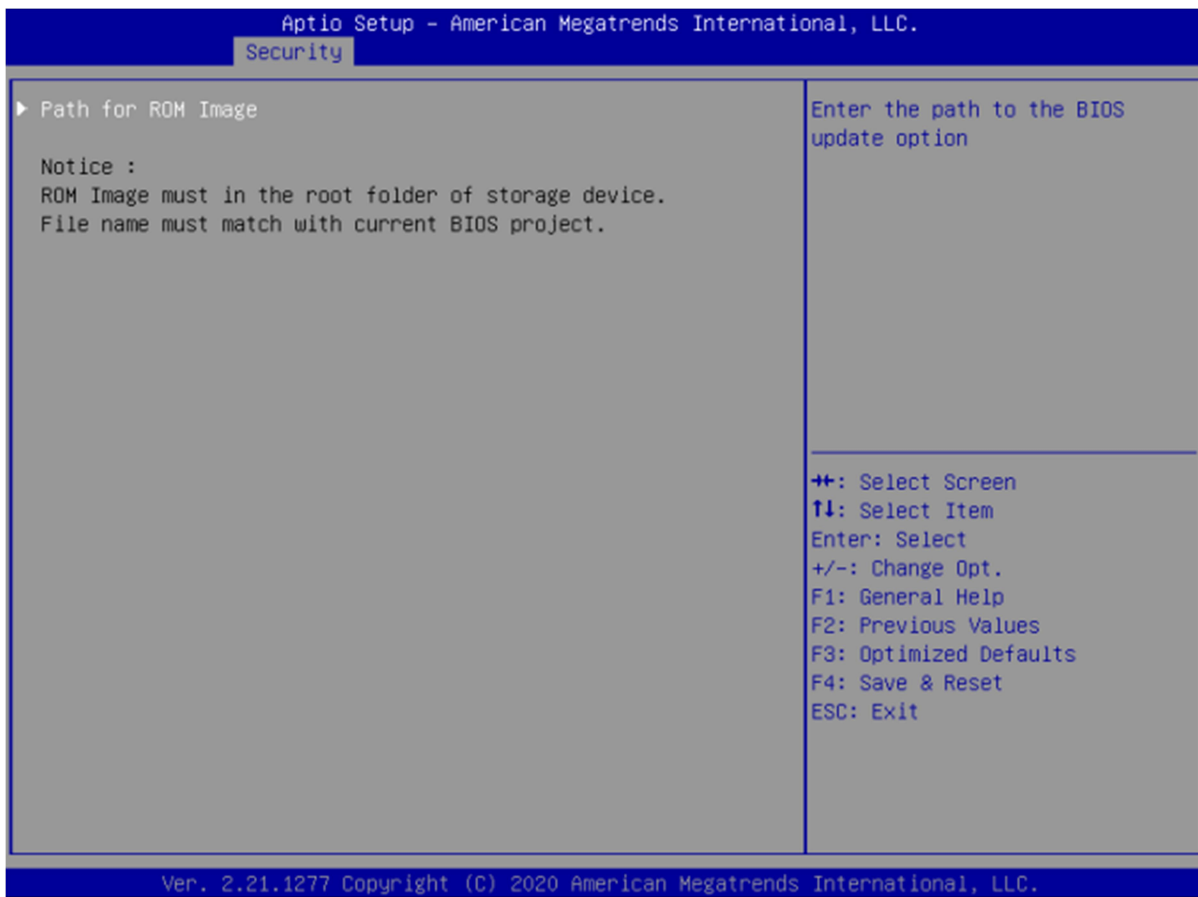 Aptio Setup – American Megatrends International, LLC.
Security
Path for ROM Image
Notice :
ROM Image must in the root folder of storage device.
File name must match with current BIOS project.
Enter the path to the BIOS
update option
→←: Select Screen
↑↓: Select Item
Enter: Select
+/-: Change Opt.
F1: General Help
F2: Previous Values
F3: Optimized Defaults
F4: Save & Reset
ESC: Exit
Ver. 2.21.1277 Copyright (C) 2020 American Megatrends International, LLC.